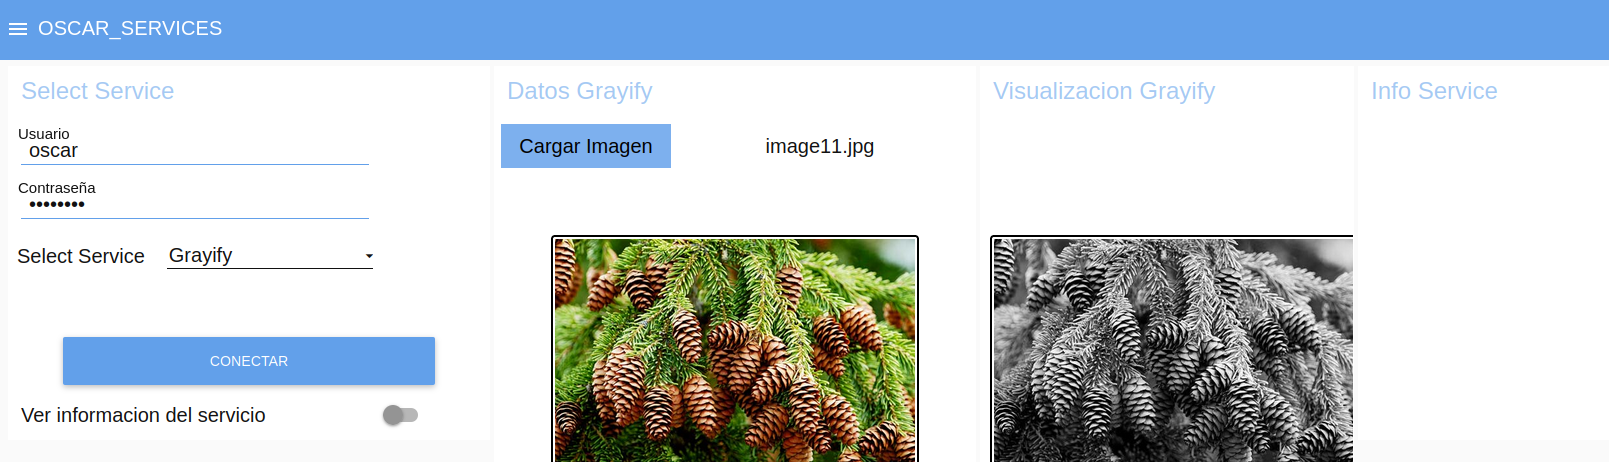 OSCAR_SERVICES
Select Service
Usuario
oscar
Contraseña
••••••••
Select Service Grayify
CONECTAR
Ver informacion del servicio
Datos Grayify
Cargar Imagen image11.jpg
Visualizacion Grayify
Info Service